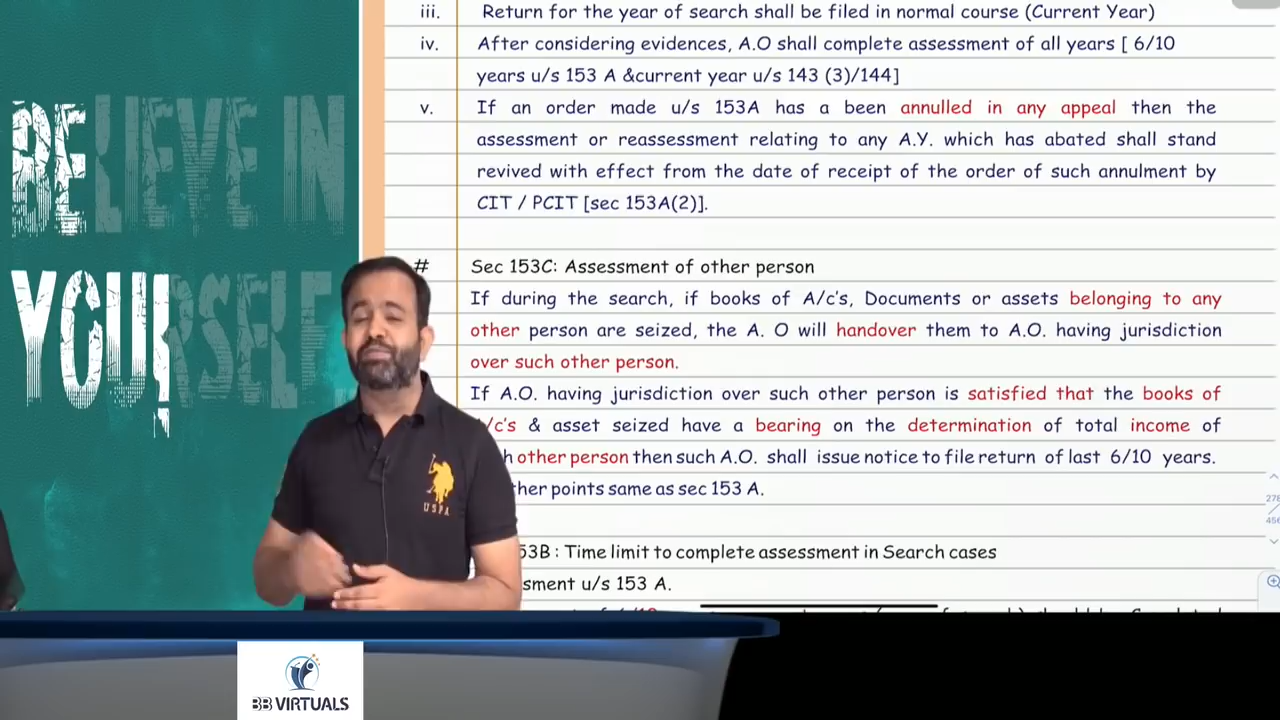 BELIEVE IN
YOURSELF
iii. Return for the year of search shall be filed in normal course (Current Year)
iv. After considering evidences, A.O shall complete assessment of all years [ 6/10
years u/s 153 A &current year u/s 143 (3)/144]
v. If an order made u/s 153A has a been annulled in any appeal then the
assessment or reassessment relating to any A.Y. which has abated shall stand
revived with effect from the date of receipt of the order of such annulment by
CIT / PCIT [sec 153A(2)].
# Sec 153C: Assessment of other person
If during the search, if books of A/c's, Documents or assets belonging to any
other person are seized, the A. O will handover them to A.O. having jurisdiction
over such other person.
If A.O. having jurisdiction over such other person is satisfied that the books of
/c's & asset seized have a bearing on the determination of total income of
h other person then such A.O. shall issue notice to file return of last 6/10 years.
ther points same as sec 153 A.
53B : Time limit to complete assessment in Search cases
sment u/s 153 A.
278
456
USPA
BB VIRTUALS